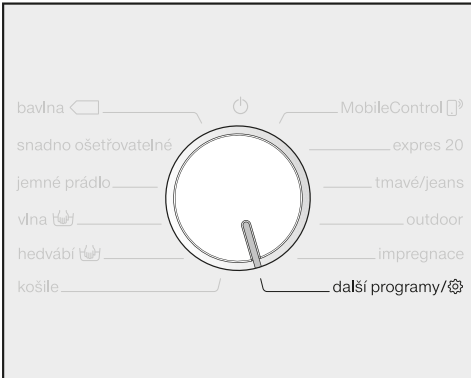 bavlna
MobileControl
snadno ošetřovatelné
expres 20
jemné prádlo
tmavé/jeans
vlna
outdoor
hedvábí
impregnace
košile
další programy/